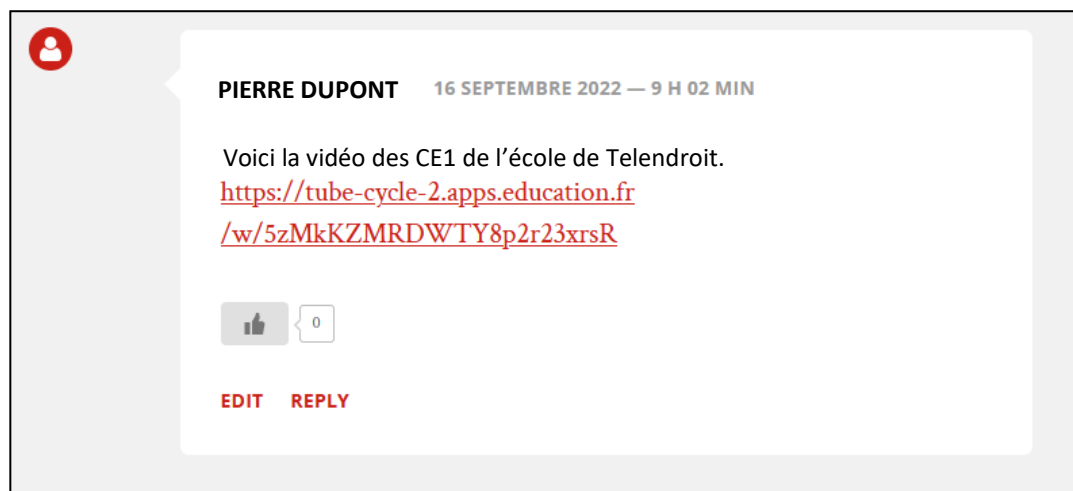 PIERRE DUPONT 16 SEPTEMBRE 2022 — 9 H 02 MIN
Voici la vidéo des CE1 de l’école de Telendroit.
https://tube-cycle-2.apps.education.fr
/w/5zMkKZMRDWTY8p2r23xrsR
0
EDIT REPLY